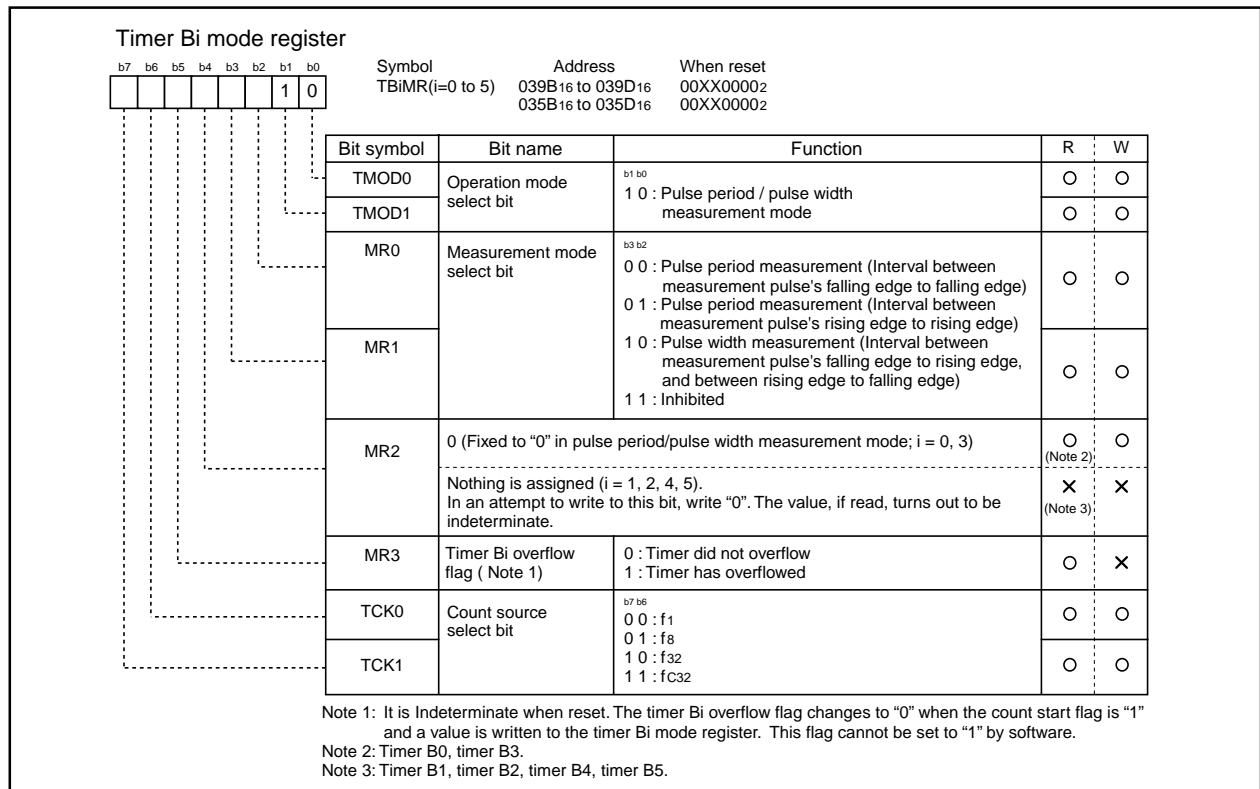 Timer Bi mode register
b7 b6 b5 b4 b3 b2 b1 b0
1 0
Symbol Address When reset
TBiMR(i=0 to 5) 039B16 to 039D16 00XX00002
035B16 to 035D16 00XX00002
Bit symbol Bit name Function R W
TMOD0 Operation mode select bit
TMOD1
b1 b0
1 0 : Pulse period / pulse width
measurement mode
MR0 Measurement mode
select bit
MR1
b3 b2
0 0 : Pulse period measurement (Interval between
measurement pulse's falling edge to falling edge)
0 1 : Pulse period measurement (Interval between
measurement pulse's rising edge to rising edge)
1 0 : Pulse width measurement (Interval between
measurement pulse's falling edge to rising edge,
and between rising edge to falling edge)
1 1 : Inhibited
MR2
0 (Fixed to “0” in pulse period/pulse width measurement mode; i = 0, 3)
(Note 2)
Nothing is assigned (i = 1, 2, 4, 5).
In an attempt to write to this bit, write “0”. The value, if read, turns out to be
indeterminate.
(Note 3)
MR3 Timer Bi overflow
flag ( Note 1)
0 : Timer did not overflow
1 : Timer has overflowed
TCK0 Count source
select bit
TCK1
b7 b6
0 0 : f1
0 1 : f8
1 0 : f32
1 1 : fC32
Note 1: It is Indeterminate when reset. The timer Bi overflow flag changes to “0” when the count start flag is “1”
and a value is written to the timer Bi mode register. This flag cannot be set to “1” by software.
Note 2: Timer B0, timer B3.
Note 3: Timer B1, timer B2, timer B4, timer B5.